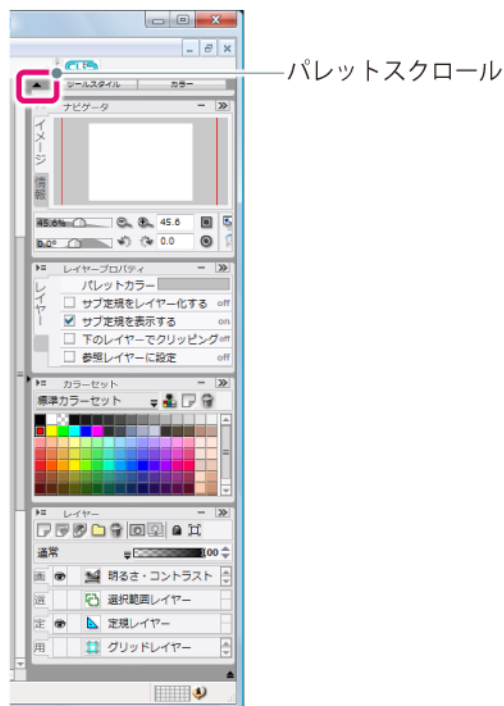 パレットスクロール
ツールスタイル カラー
ナビゲータ
イメージ
情報
45.6% 45.6
0.0° 0.0
レイヤープロパティ
レイヤー
パレットカラー
サブ定規をレイヤー化する off
サブ定規を表示する on
下のレイヤーでクリッピング off
参照レイヤーに設定 off
カラーセット
標準カラーセット
レイヤー
通常 100
画 明るさ・コントラスト
選 選択範囲レイヤー
定 定規レイヤー
用 グリッドレイヤー